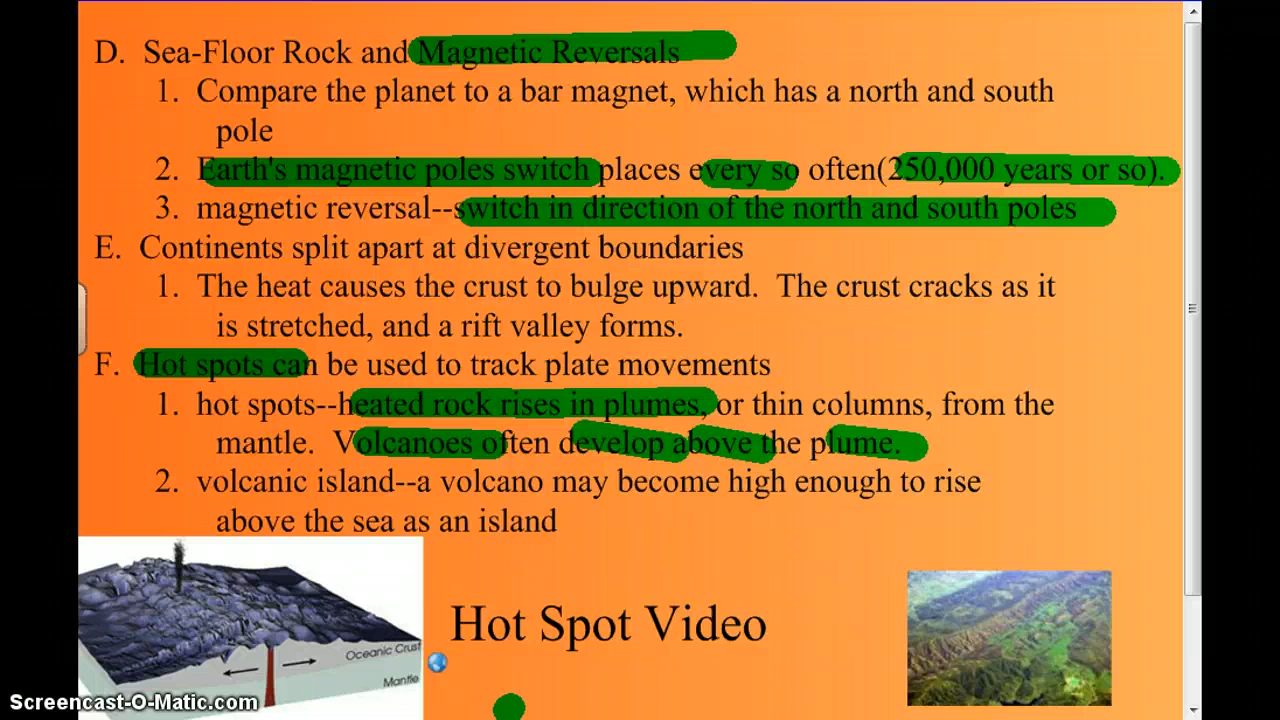 D. Sea-Floor Rock and Magnetic Reversals
1. Compare the planet to a bar magnet, which has a north and south
pole
2. Earth's magnetic poles switch places every so often(250,000 years or so).
3. magnetic reversal--switch in direction of the north and south poles
E. Continents split apart at divergent boundaries
1. The heat causes the crust to bulge upward. The crust cracks as it
is stretched, and a rift valley forms.
F. Hot spots can be used to track plate movements
1. hot spots--heated rock rises in plumes, or thin columns, from the
mantle. Volcanoes often develop above the plume.
2. volcanic island--a volcano may become high enough to rise
above the sea as an island
Hot Spot Video
Oceanic Crust
Mantle
Screencast-O-Matic.com